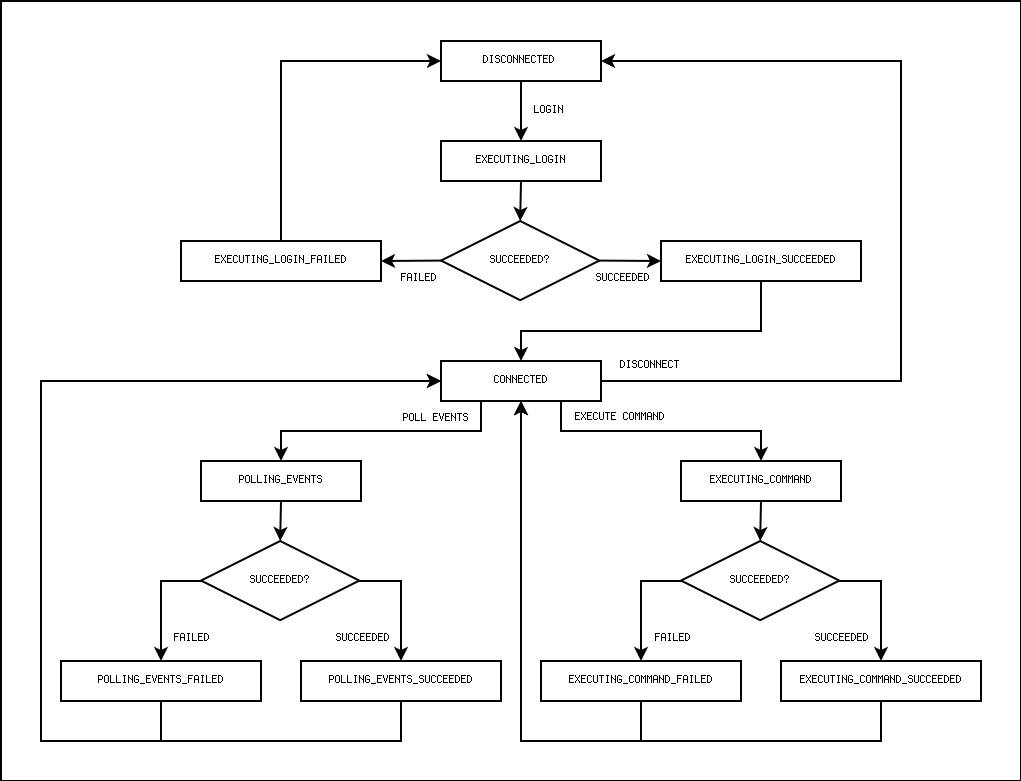 DISCONNECTED
LOGIN
EXECUTING_LOGIN
EXECUTING_LOGIN_FAILED
SUCCEEDED?
EXECUTING_LOGIN_SUCCEEDED
FAILED
SUCCEEDED
CONNECTED
DISCONNECT
POLL EVENTS
EXECUTE COMMAND
POLLING_EVENTS
EXECUTING_COMMAND
SUCCEEDED?
SUCCEEDED?
FAILED
SUCCEEDED
FAILED
SUCCEEDED
POLLING_EVENTS_FAILED
POLLING_EVENTS_SUCCEEDED
EXECUTING_COMMAND_FAILED
EXECUTING_COMMAND_SUCCEEDED